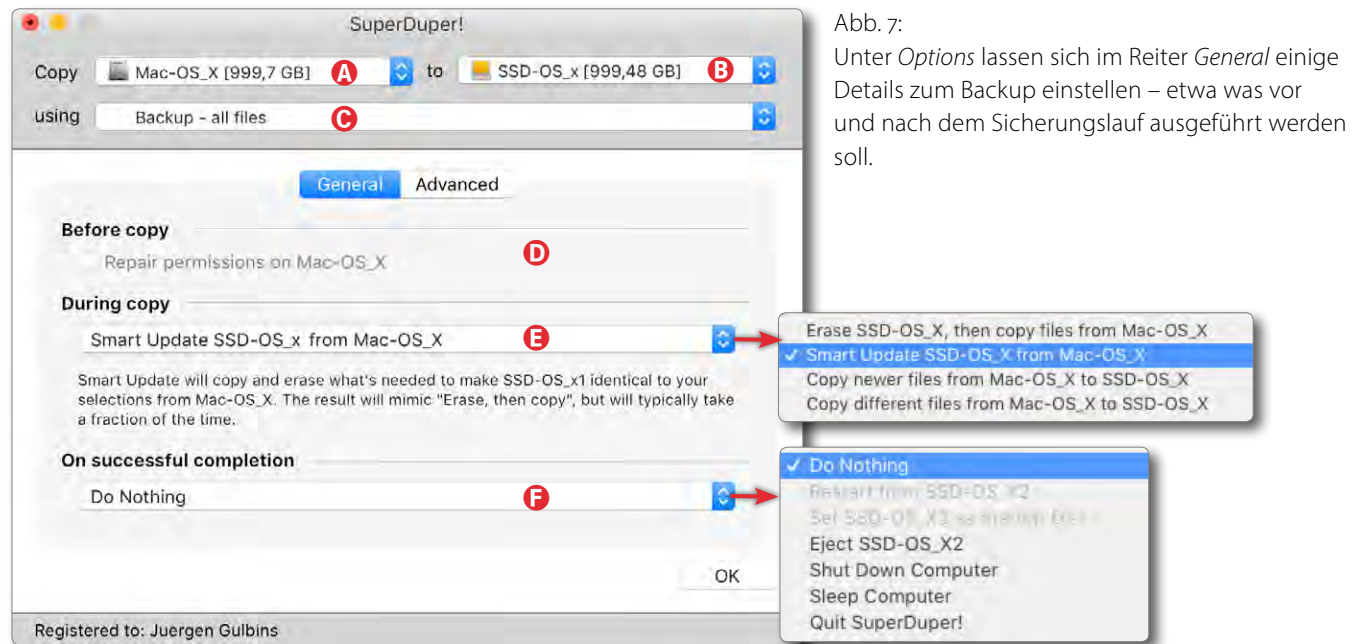 SuperDuper!
Copy Mac-OS_X [999,7 GB] A to SSD-OS_x [999,48 GB] B
using Backup - all files C
General Advanced
Before copy
Repair permissions on Mac-OS_X D
During copy
Smart Update SSD-OS_x from Mac-OS_X E
Smart Update will copy and erase what's needed to make SSD-OS_x1 identical to your
selections from Mac-OS_X. The result will mimic "Erase, then copy", but will typically take
a fraction of the time.
On successful completion
Do Nothing F
OK
Registered to: Juergen Gulbins
Erase SSD-OS_X, then copy files from Mac-OS_X
✓ Smart Update SSD-OS_X from Mac-OS_X
Copy newer files from Mac-OS_X to SSD-OS_X
Copy different files from Mac-OS_X to SSD-OS_X
✓ Do Nothing
Restart from SSD-OS_X2
Eject SSD-OS_X2
Shut Down Computer
Sleep Computer
Quit SuperDuper!
Abb. 7:
Unter Options lassen sich im Reiter General einige
Details zum Backup einstellen – etwa was vor
und nach dem Sicherungslauf ausgeführt werden
soll.